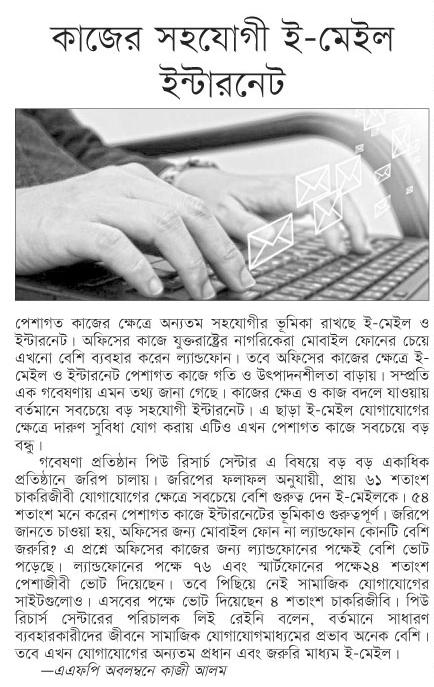 কাজের সহযোগী ই-মেইল
ইন্টারনেট
পেশাগত কাজের ক্ষেত্রে অন্যতম সহযোগীর ভূমিকা রাখছে ই-মেইল ও
ইন্টারনেট। অফিসের কাজে যুক্তরাষ্ট্রের নাগরিকেরা মোবাইল ফোনের চেয়ে
এখনো বেশি ব্যবহার করেন ল্যান্ডফোন। তবে অফিসের কাজের ক্ষেত্রে ই-
মেইল ও ইন্টারনেট পেশাগত কাজে গতি ও উৎপাদনশীলতা বাড়ায়। সম্প্রতি
এক গবেষণায় এমন তথ্য জানা গেছে। কাজের ক্ষেত্র ও কাজ বদলে যাওয়ায়
বর্তমানে সবচেয়ে বড় সহযোগী ইন্টারনেট। এ ছাড়া ই-মেইল যোগাযোগের
ক্ষেত্রে দারুণ সুবিধা যোগ করায় এটিও এখন পেশাগত কাজে সবচেয়ে বড়
বন্ধু।
গবেষণা প্রতিষ্ঠান পিউ রিসার্চ সেন্টার এ বিষয়ে বড় বড় একাধিক
প্রতিষ্ঠানে জরিপ চালায়। জরিপের ফলাফল অনুযায়ী, প্রায় ৬১ শতাংশ
চাকরিজীবী যোগাযোগের ক্ষেত্রে সবচেয়ে বেশি গুরুত্ব দেন ই-মেইলকে। ৫৪
শতাংশ মনে করেন পেশাগত কাজে ইন্টারনেটের ভূমিকাও গুরুত্বপূর্ণ। জরিপে
জানতে চাওয়া হয়, অফিসের জন্য মোবাইল ফোন না ল্যান্ডফোন কোনটি বেশি
জরুরি? এ প্রশ্নে অফিসের কাজের জন্য ল্যান্ডফোনের পক্ষেই বেশি ভোট
পড়েছে। ল্যান্ডফোনের পক্ষে ৭৬ এবং স্মার্টফোনের পক্ষে২৪ শতাংশ
পেশাজীবী ভোট দিয়েছেন। তবে পিছিয়ে নেই সামাজিক যোগাযোগের
সাইটগুলোও। এসবের পক্ষে ভোট দিয়েছেন ৪ শতাংশ চাকরিজীবি। পিউ
রিচার্স সেন্টারের পরিচালক লিই রেইনি বলেন, বর্তমানে সাধারণ
ব্যবহারকারীদের জীবনে সামাজিক যোগাযোগমাধ্যমের প্রভাব অনেক বেশি।
তবে এখন যোগাযোগের অন্যতম প্রধান এবং জরুরি মাধ্যম ই-মেইল।
—এএফপি অবলম্বনে কাজী আলম